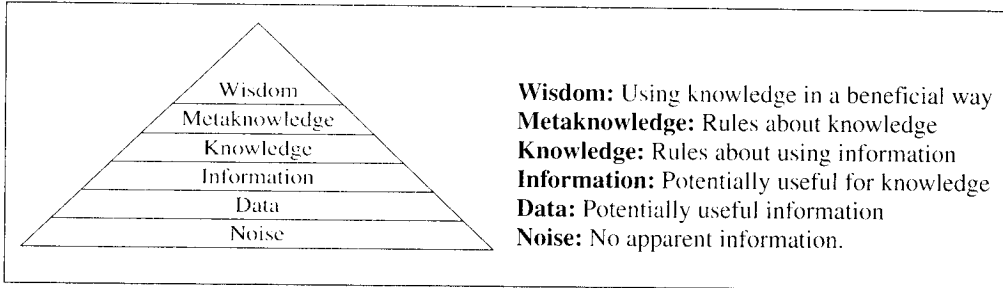 Wisdom
Metaknowledge
Knowledge
Information
Data
Noise
Wisdom: Using knowledge in a beneficial way
Metaknowledge: Rules about knowledge
Knowledge: Rules about using information
Information: Potentially useful for knowledge
Data: Potentially useful information
Noise: No apparent information.